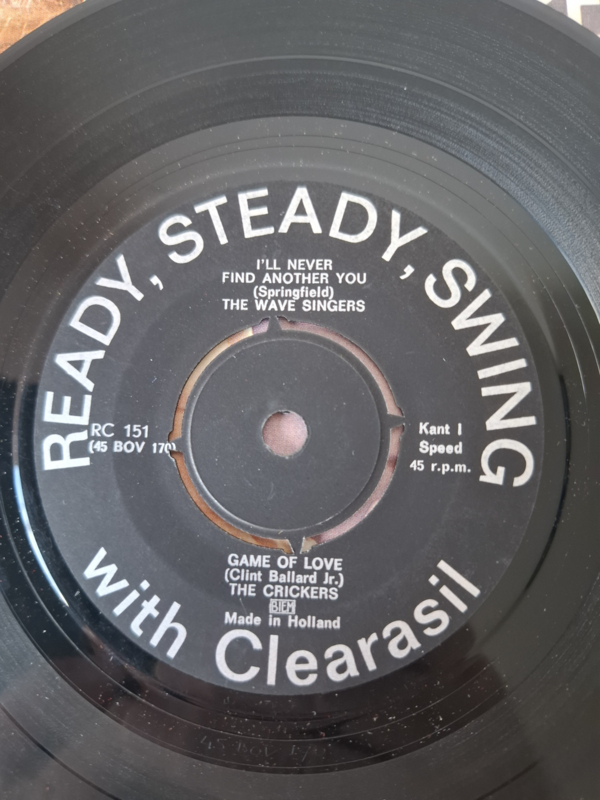 READY, STEADY, SWING
I'LL NEVER
FIND ANOTHER YOU
(Springfield)
THE WAVE SINGERS
RC 151
(45 BOV 170)
Kant I
Speed
45 r.p.m.
GAME OF LOVE
(Clint Ballard Jr.)
THE CRICKERS
BIEM
Made in Holland
with Clearasil